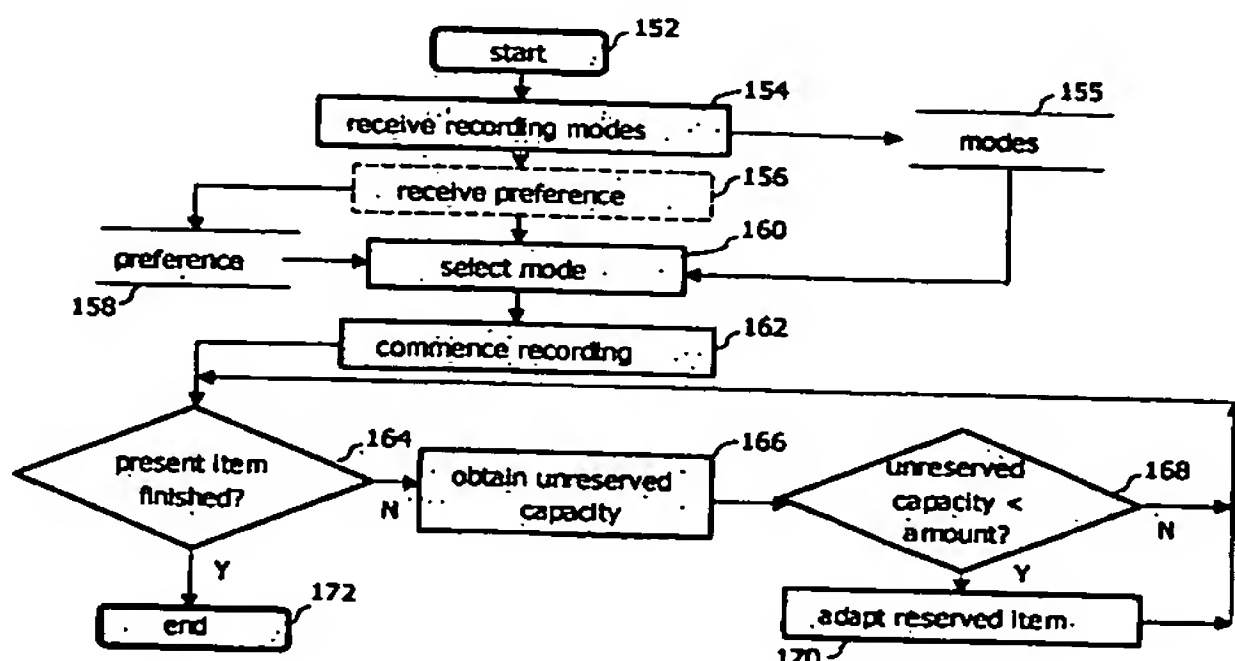 152
start
154
receive recording modes
155
modes
receive preference
156
160
preference
select mode
158
162
commence recording
164
present item
finished?
N
166
obtain unreserved
capacity
unreserved
capacity <
amount?
168
N
Y
Y
172
end
adapt reserved item
170